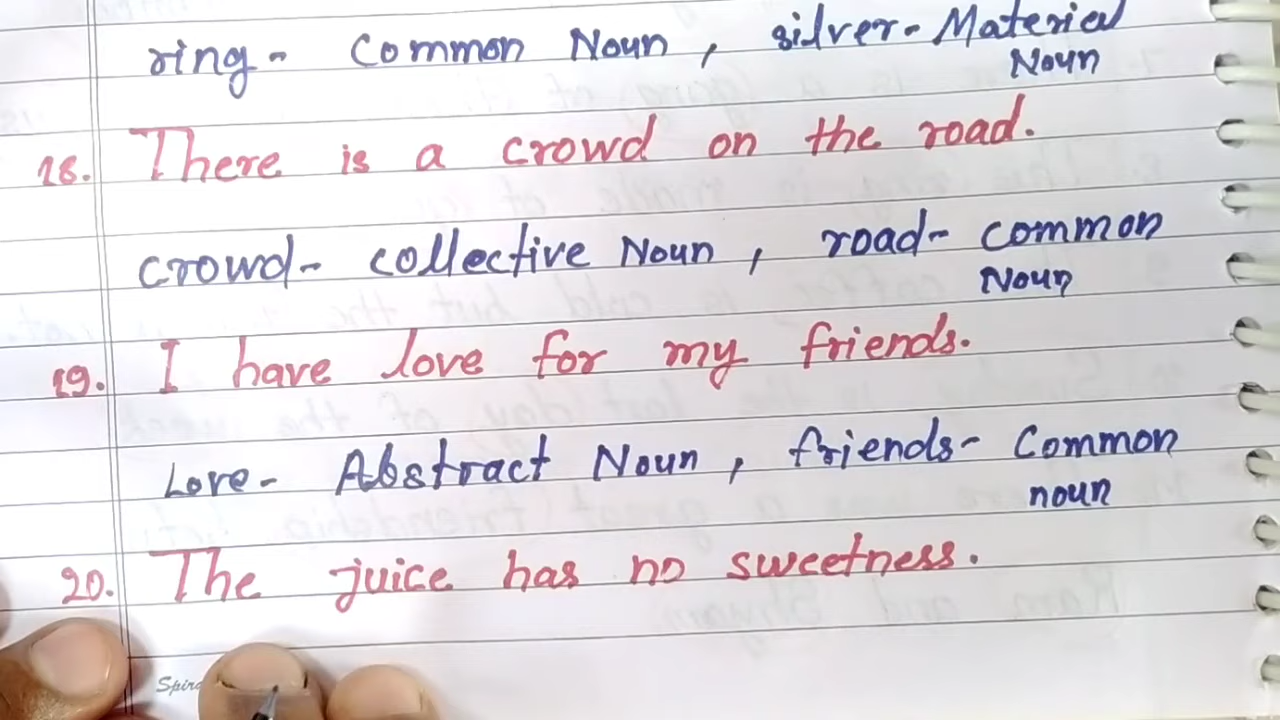 ring- Common Noun, silver- Material
Noun
18. There is a crowd on the road.
crowd- collective Noun, road- common
Noun
19. I have love for my friends.
Love- Abstract Noun, friends- Common
noun
20. The juice has no sweetness.